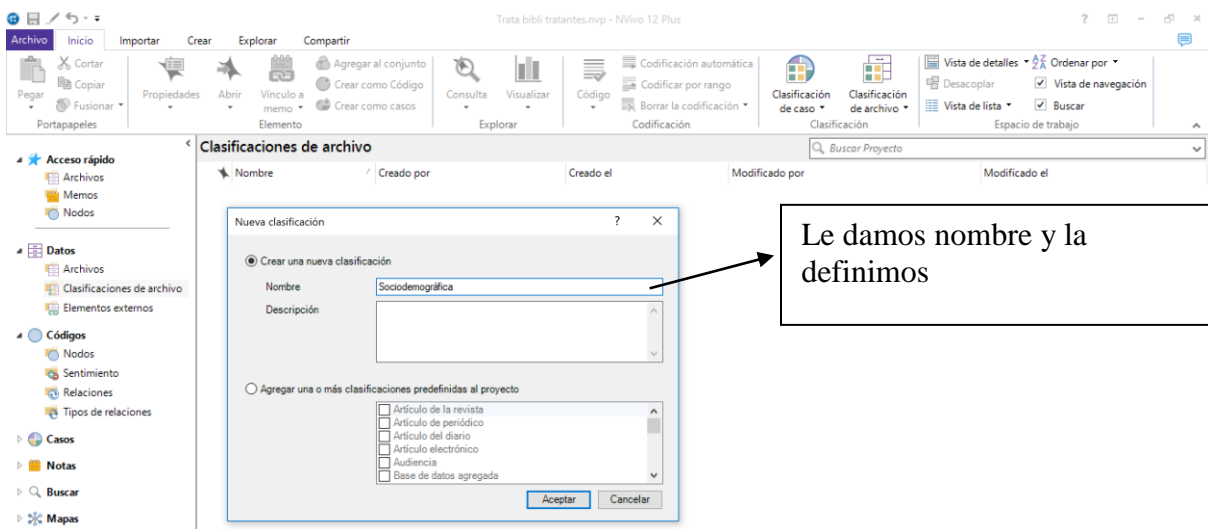 Trata bibli tratantes.nvp - NVivo 12 Plus
Archivo Inicio Importar Crear Explorar Compartir
Pegar
Cortar
Copiar
Fusionar
Portapapeles
Propiedades
Abrir
Vínculo a memo
Agregar al conjunto
Crear como Código
Crear como casos
Elemento
Consulta
Visualizar
Explorar
Código
Codificación automática
Codificar por rango
Borrar la codificación
Codificación
Clasificación de caso
Clasificación de archivo
Clasificación
Vista de detalles
Desacoplar
Vista de lista
Ordenar por
Vista de navegación
Buscar
Espacio de trabajo
Acceso rápido
Archivos
Memos
Nodos
Datos
Archivos
Clasificaciones de archivo
Elementos externos
Códigos
Nodos
Sentimiento
Relaciones
Tipos de relaciones
Casos
Notas
Buscar
Mapas
Clasificaciones de archivo
Buscar Proyecto
Nombre Creado por Creado el Modificado por Modificado el
Nueva clasificación ?
Crear una nueva clasificación
Nombre Sociodemográfica
Descripción
Agregar una o más clasificaciones predefinidas al proyecto
Artículo de la revista
Artículo de periódico
Artículo del diario
Artículo electrónico
Audiencia
Base de datos agregada
Aceptar Cancelar
Le damos nombre y la
definimos